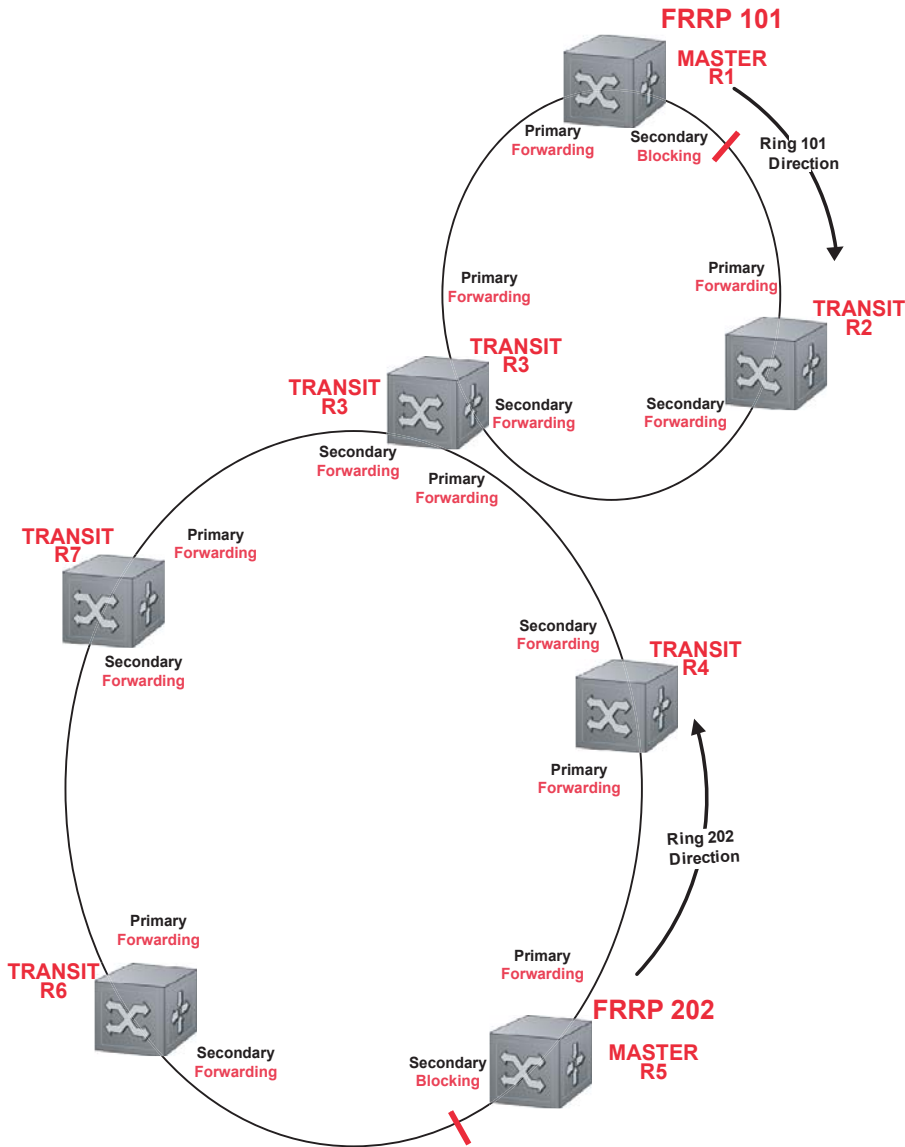 FRRP 101
MASTER
R1
Primary
Forwarding
Secondary
Blocking
Ring 101
Direction
Primary
Forwarding
Primary
Forwarding
TRANSIT
R2
TRANSIT
R3
TRANSIT
R3
Secondary
Forwarding
Secondary
Forwarding
Secondary
Forwarding
Primary
Forwarding
TRANSIT
R7
Primary
Forwarding
Secondary
Forwarding
Secondary
Forwarding
TRANSIT
R4
Primary
Forwarding
Ring 202
Direction
Primary
Forwarding
TRANSIT
R6
Secondary
Forwarding
Primary
Forwarding
FRRP 202
MASTER
R5
Secondary
Blocking